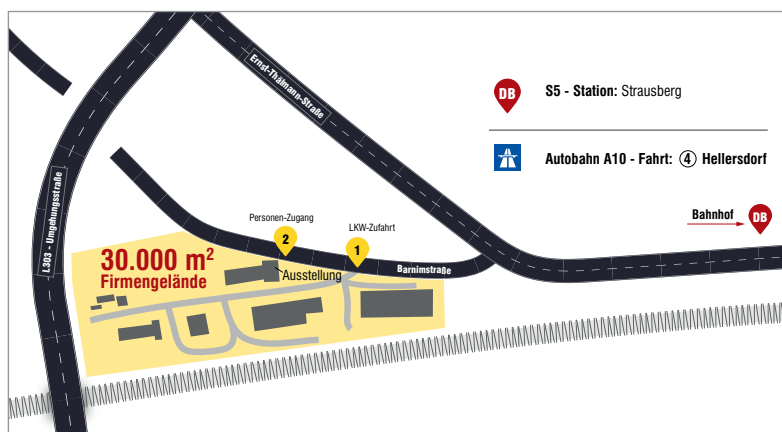 Ernst-Thälmann-Straße
DB
S5 - Station: Strausberg
Autobahn A10 - Fahrt: 4 Hellersdorf
L303 - Umgehungsstraße
Bahnhof
DB
Personen-Zugang
LKW-Zufahrt
2
1
Barnimstraße
30.000 m²
Firmengelände
Ausstellung